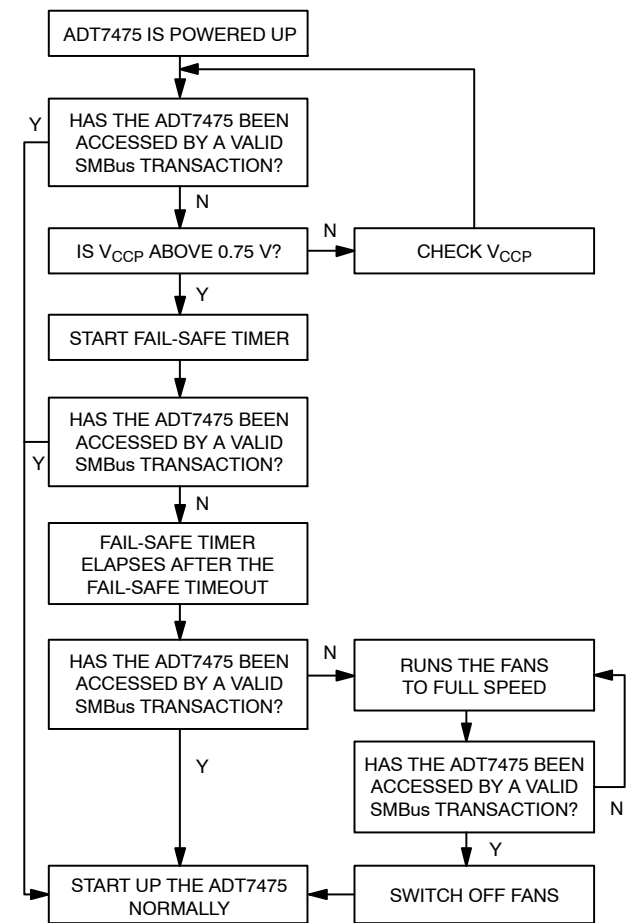 ADT7475 IS POWERED UP
Y
HAS THE ADT7475 BEEN
ACCESSED BY A VALID
SMBus TRANSACTION?
N
IS VCCP ABOVE 0.75 V?
N
CHECK VCCP
Y
START FAIL-SAFE TIMER
HAS THE ADT7475 BEEN
ACCESSED BY A VALID
SMBus TRANSACTION?
Y
N
FAIL-SAFE TIMER
ELAPSES AFTER THE
FAIL-SAFE TIMEOUT
HAS THE ADT7475 BEEN
ACCESSED BY A VALID
SMBus TRANSACTION?
N
RUNS THE FANS
TO FULL SPEED
Y
HAS THE ADT7475 BEEN
ACCESSED BY A VALID
SMBus TRANSACTION?
N
Y
START UP THE ADT7475
NORMALLY
SWITCH OFF FANS